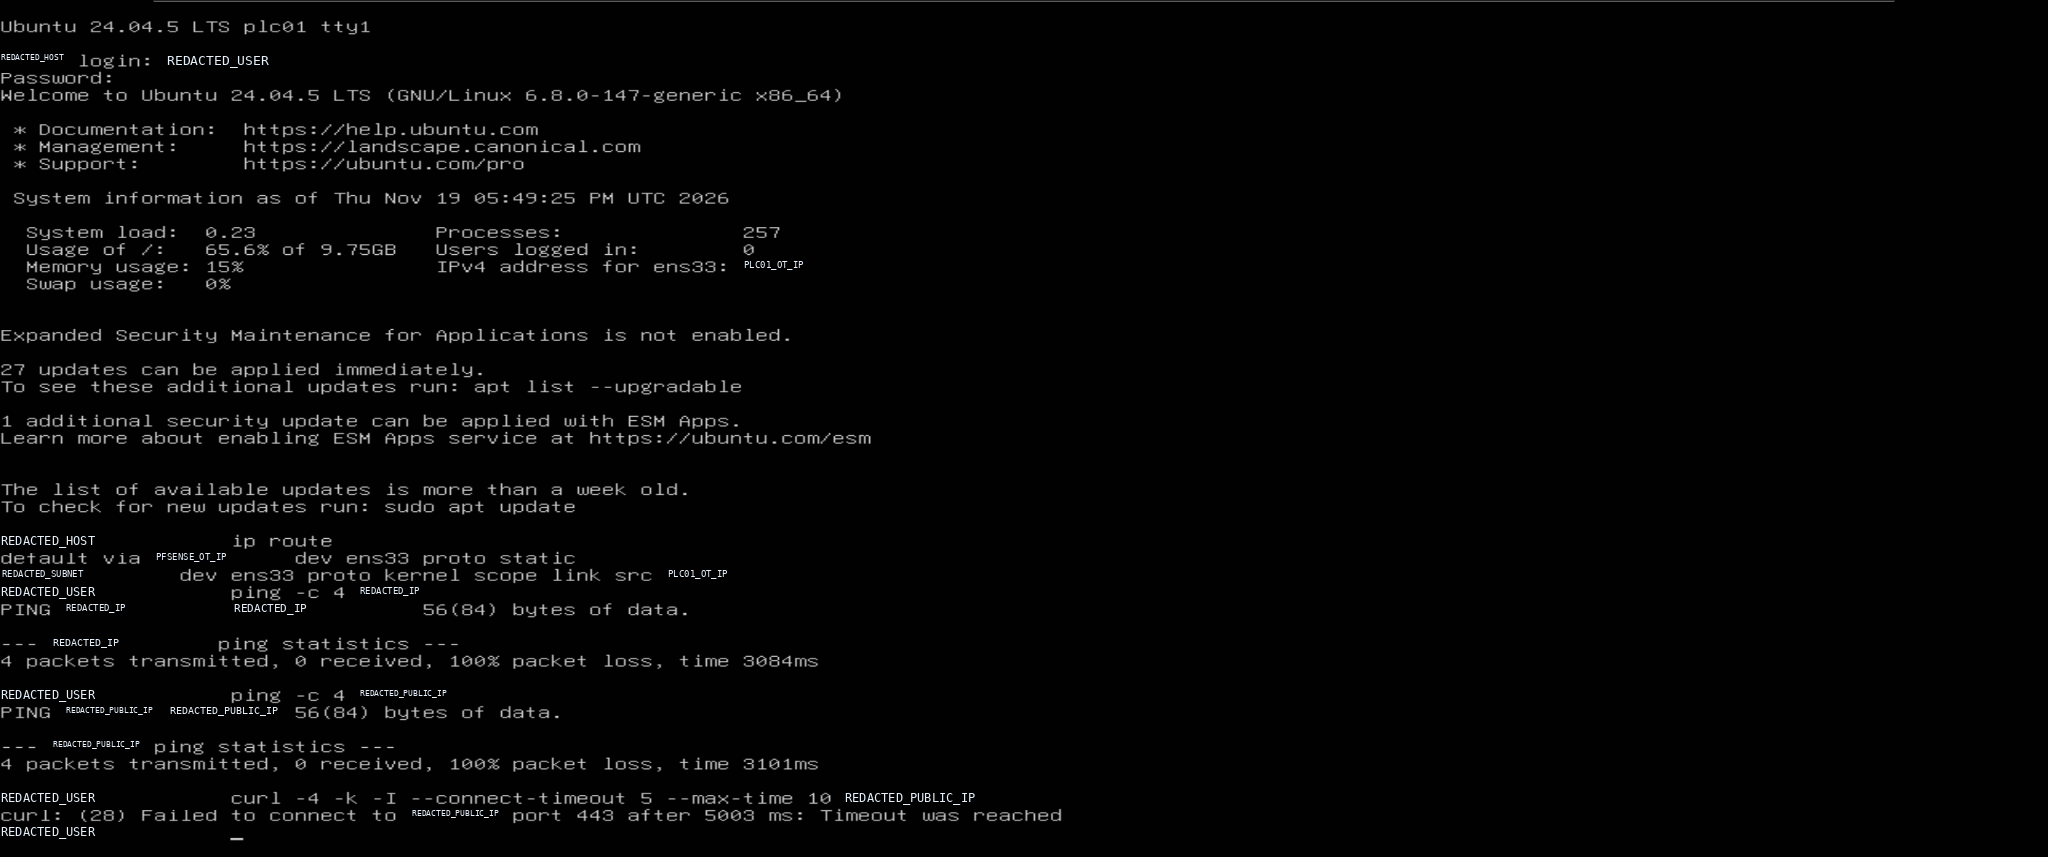 Ubuntu 24.04.5 LTS plc01 tty1
REDACTED_HOST login: REDACTED_USER
Password:
Welcome to Ubuntu 24.04.5 LTS (GNU/Linux 6.8.0-147-generic x86_64)
* Documentation: https://help.ubuntu.com
* Management: https://landscape.canonical.com
* Support: https://ubuntu.com/pro
System information as of Thu Nov 19 05:49:25 PM UTC 2026
System load: 0.23 Processes: 257
Usage of /: 65.6% of 9.75GB Users logged in: 0
Memory usage: 15% IPv4 address for ens33: PLC01_OT_IP
Swap usage: 0%
Expanded Security Maintenance for Applications is not enabled.
27 updates can be applied immediately.
To see these additional updates run: apt list --upgradable
1 additional security update can be applied with ESM Apps.
Learn more about enabling ESM Apps service at https://ubuntu.com/esm
The list of available updates is more than a week old.
To check for new updates run: sudo apt update
REDACTED_HOST ip route
default via PFSENSE_OT_IP dev ens33 proto static
REDACTED_SUBNET dev ens33 proto kernel scope link src PLC01_OT_IP
REDACTED_USER ping -c 4 REDACTED_IP
PING REDACTED_IP REDACTED_IP 56(84) bytes of data.
--- REDACTED_IP ping statistics ---
4 packets transmitted, 0 received, 100% packet loss, time 3084ms
REDACTED_USER ping -c 4 REDACTED_PUBLIC_IP
PING REDACTED_PUBLIC_IP REDACTED_PUBLIC_IP 56(84) bytes of data.
--- REDACTED_PUBLIC_IP ping statistics ---
4 packets transmitted, 0 received, 100% packet loss, time 3101ms
REDACTED_USER curl -4 -k -I --connect-timeout 5 --max-time 10 REDACTED_PUBLIC_IP
curl: (28) Failed to connect to REDACTED_PUBLIC_IP port 443 after 5003 ms: Timeout was reached
REDACTED_USER _